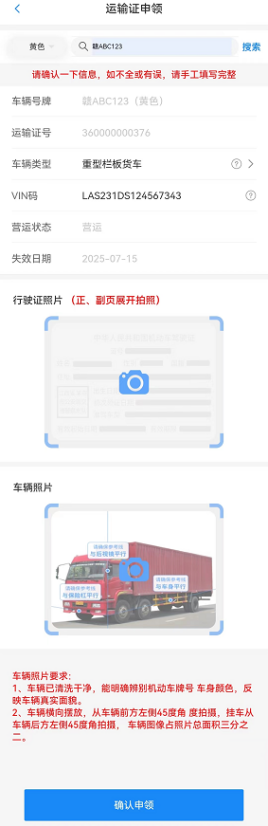 运输证申领
黄色 赣ABC123 搜索
请确认一下信息，如不全或有误，请手工填写完整
车辆号牌 赣ABC123（黄色）
运输证号 360000000376
车辆类型 重型栏板货车
VIN码 LAS231DS124567343
营运状态 营运
失效日期 2025-07-15
行驶证照片（正、副页展开拍照）
车辆照片
车辆照片要求：
1、车辆已清洗干净，能明确辨别机动车牌号 车身颜色，反
映车辆真实面貌。
2、车辆横向摆放，从车辆前方左侧45度角 度拍摄，挂车从
车辆后方左侧45度角拍摄， 车辆图像占照片总面积三分之
二。
确认申领